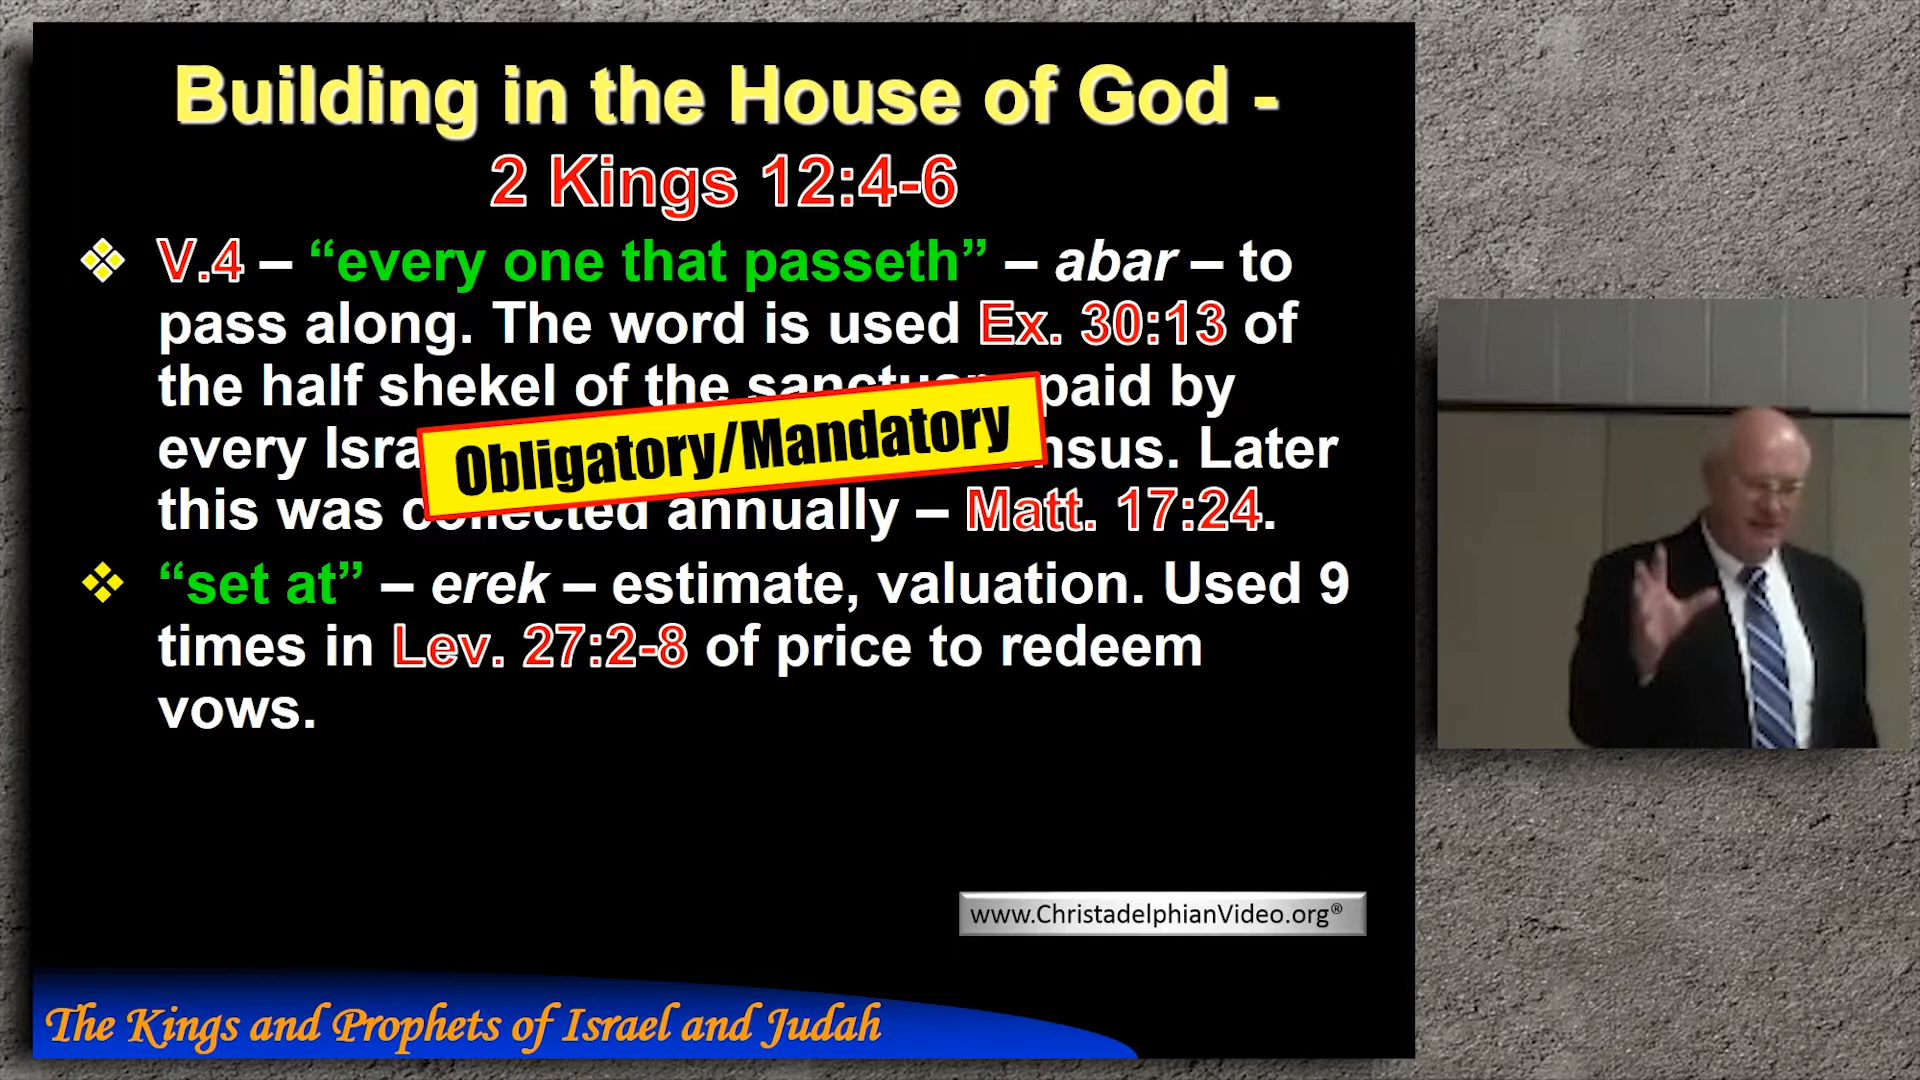 Building in the House of God -
2 Kings 12:4-6
❖ V.4 – “every one that passeth” – abar – to
pass along. The word is used Ex. 30:13 of
the half shekel of the sanctuary paid by
every Isra nsus. Later
Obligatory/Mandatory
this was collected annually – Matt. 17:24.
❖ “set at” – erek – estimate, valuation. Used 9
times in Lev. 27:2-8 of price to redeem
vows.
www.ChristadelphianVideo.org®
The Kings and Prophets of Israel and Judah